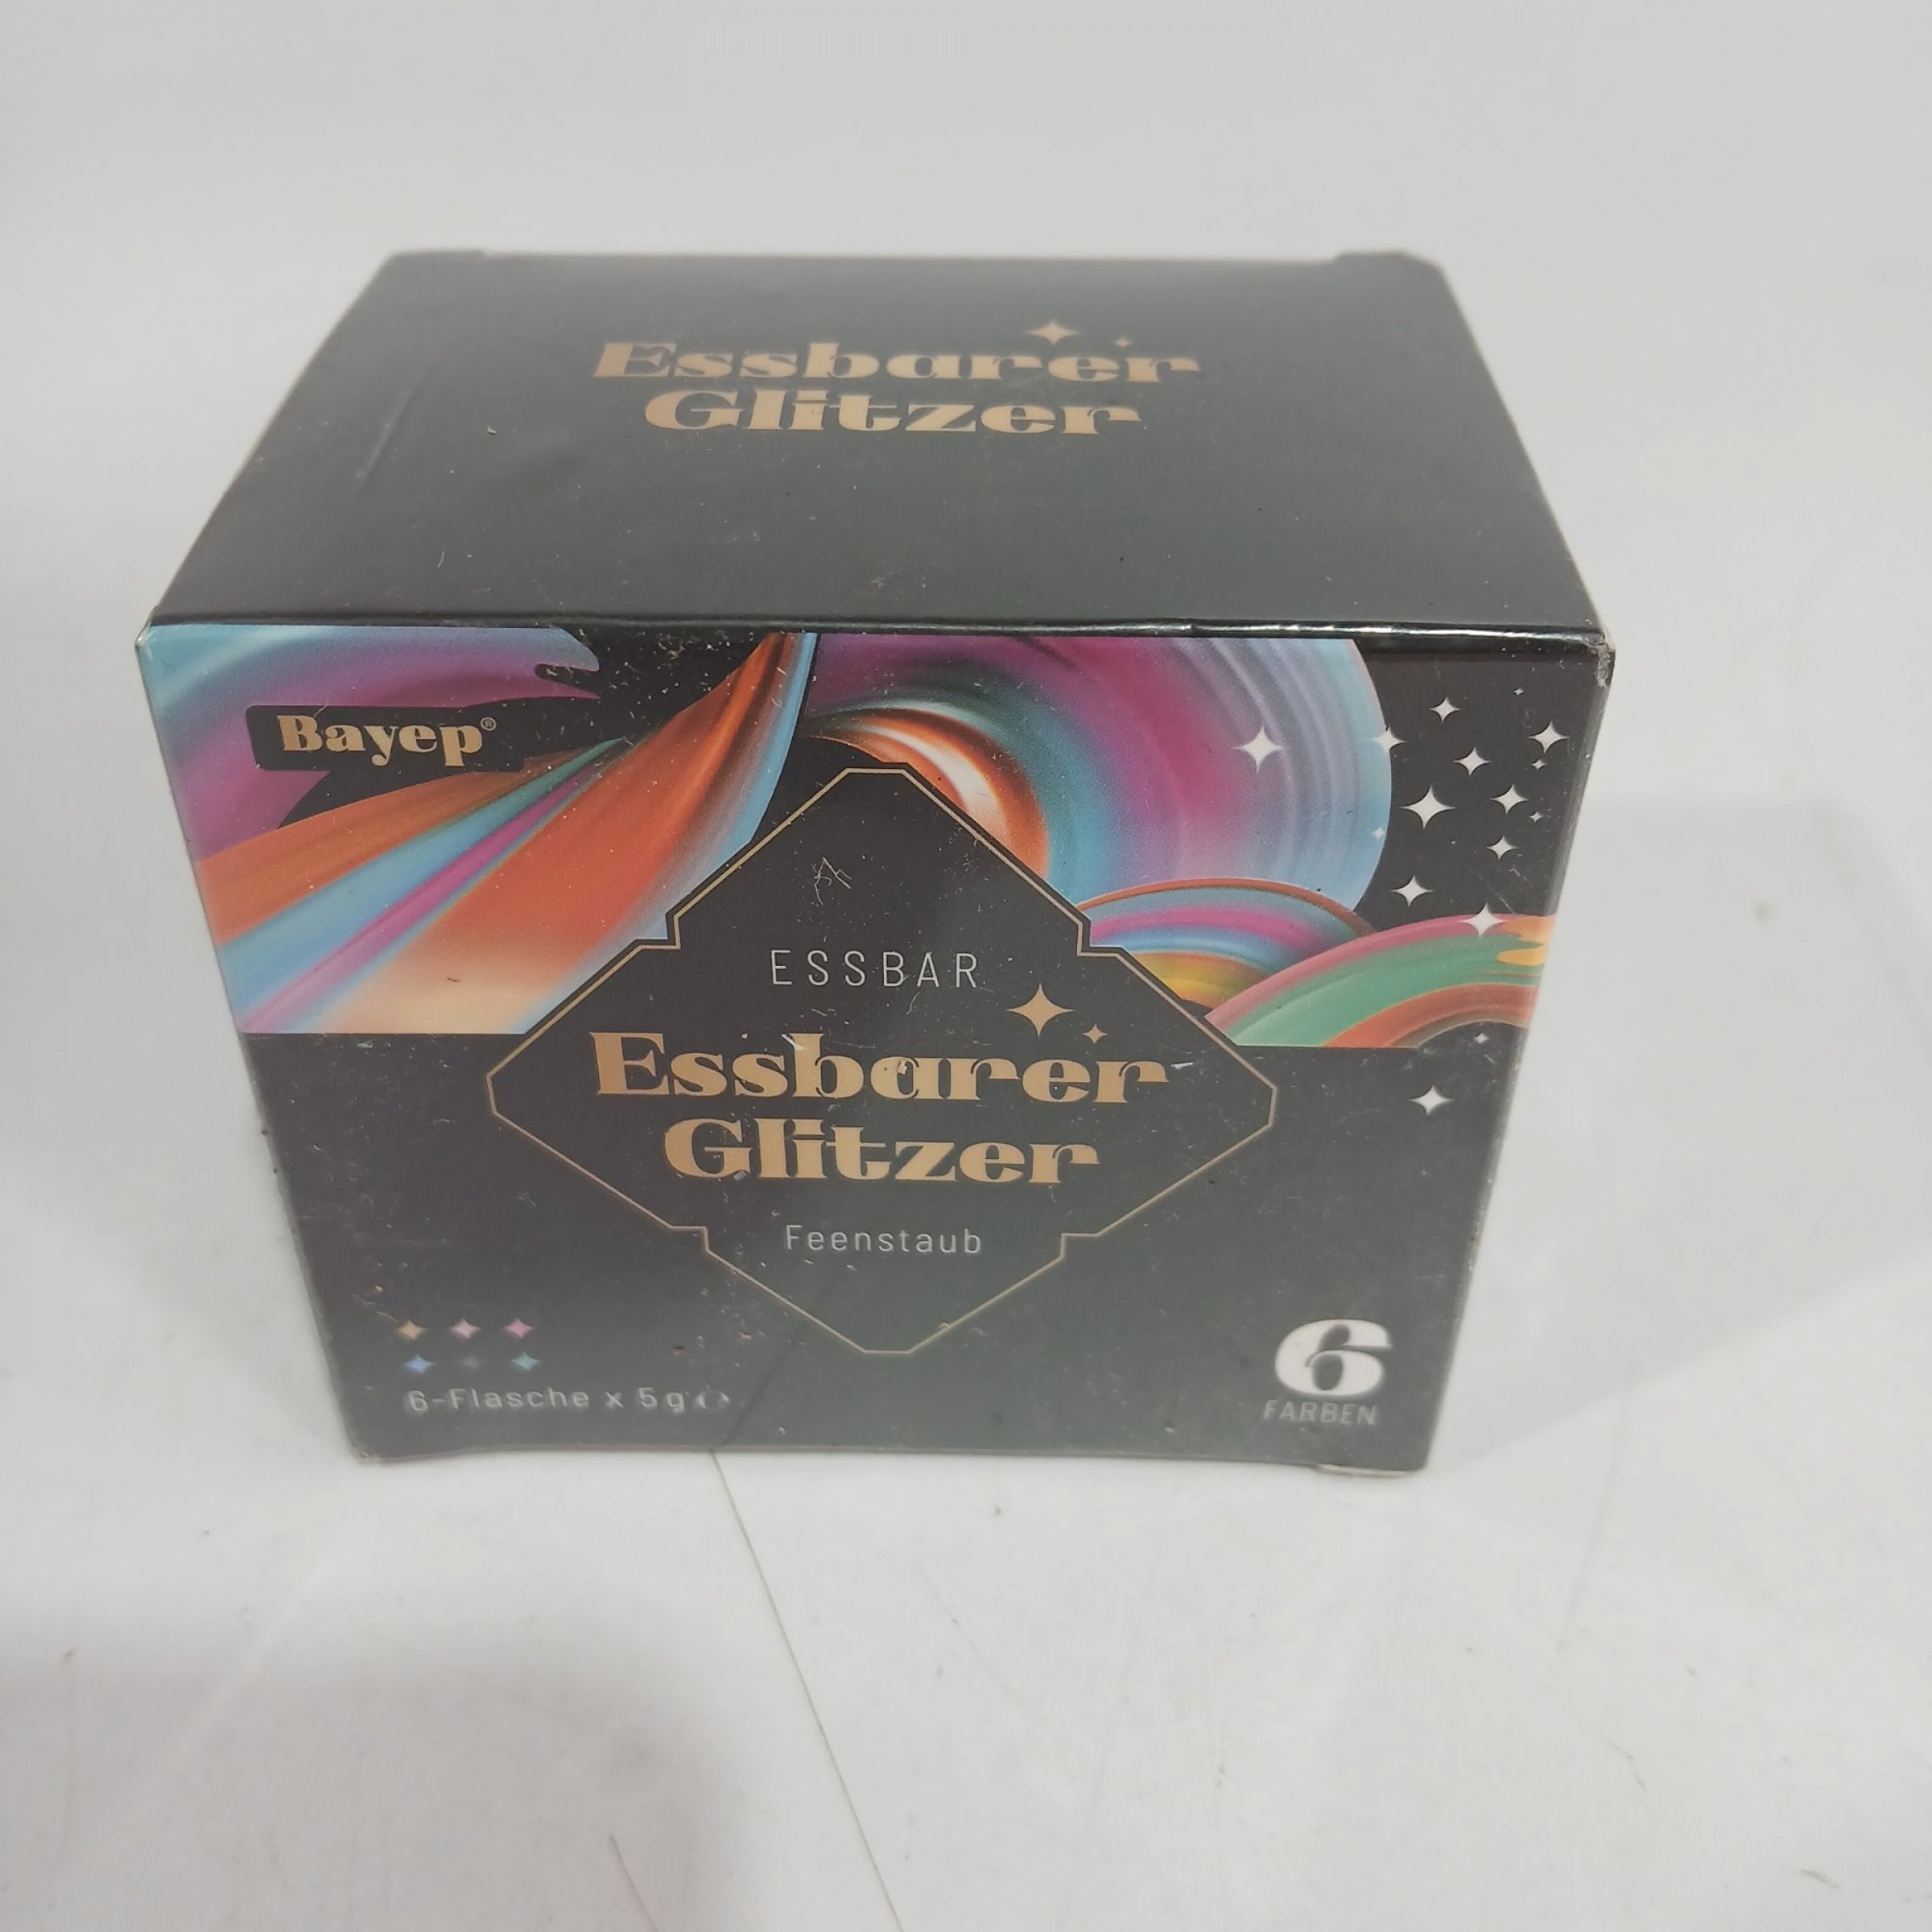 Essbarer
Glitzer
Bayep®
ESSBAR
Essbarer
Glitzer
Feenstaub
6-Flasche x 5g ℮
6
FARBEN